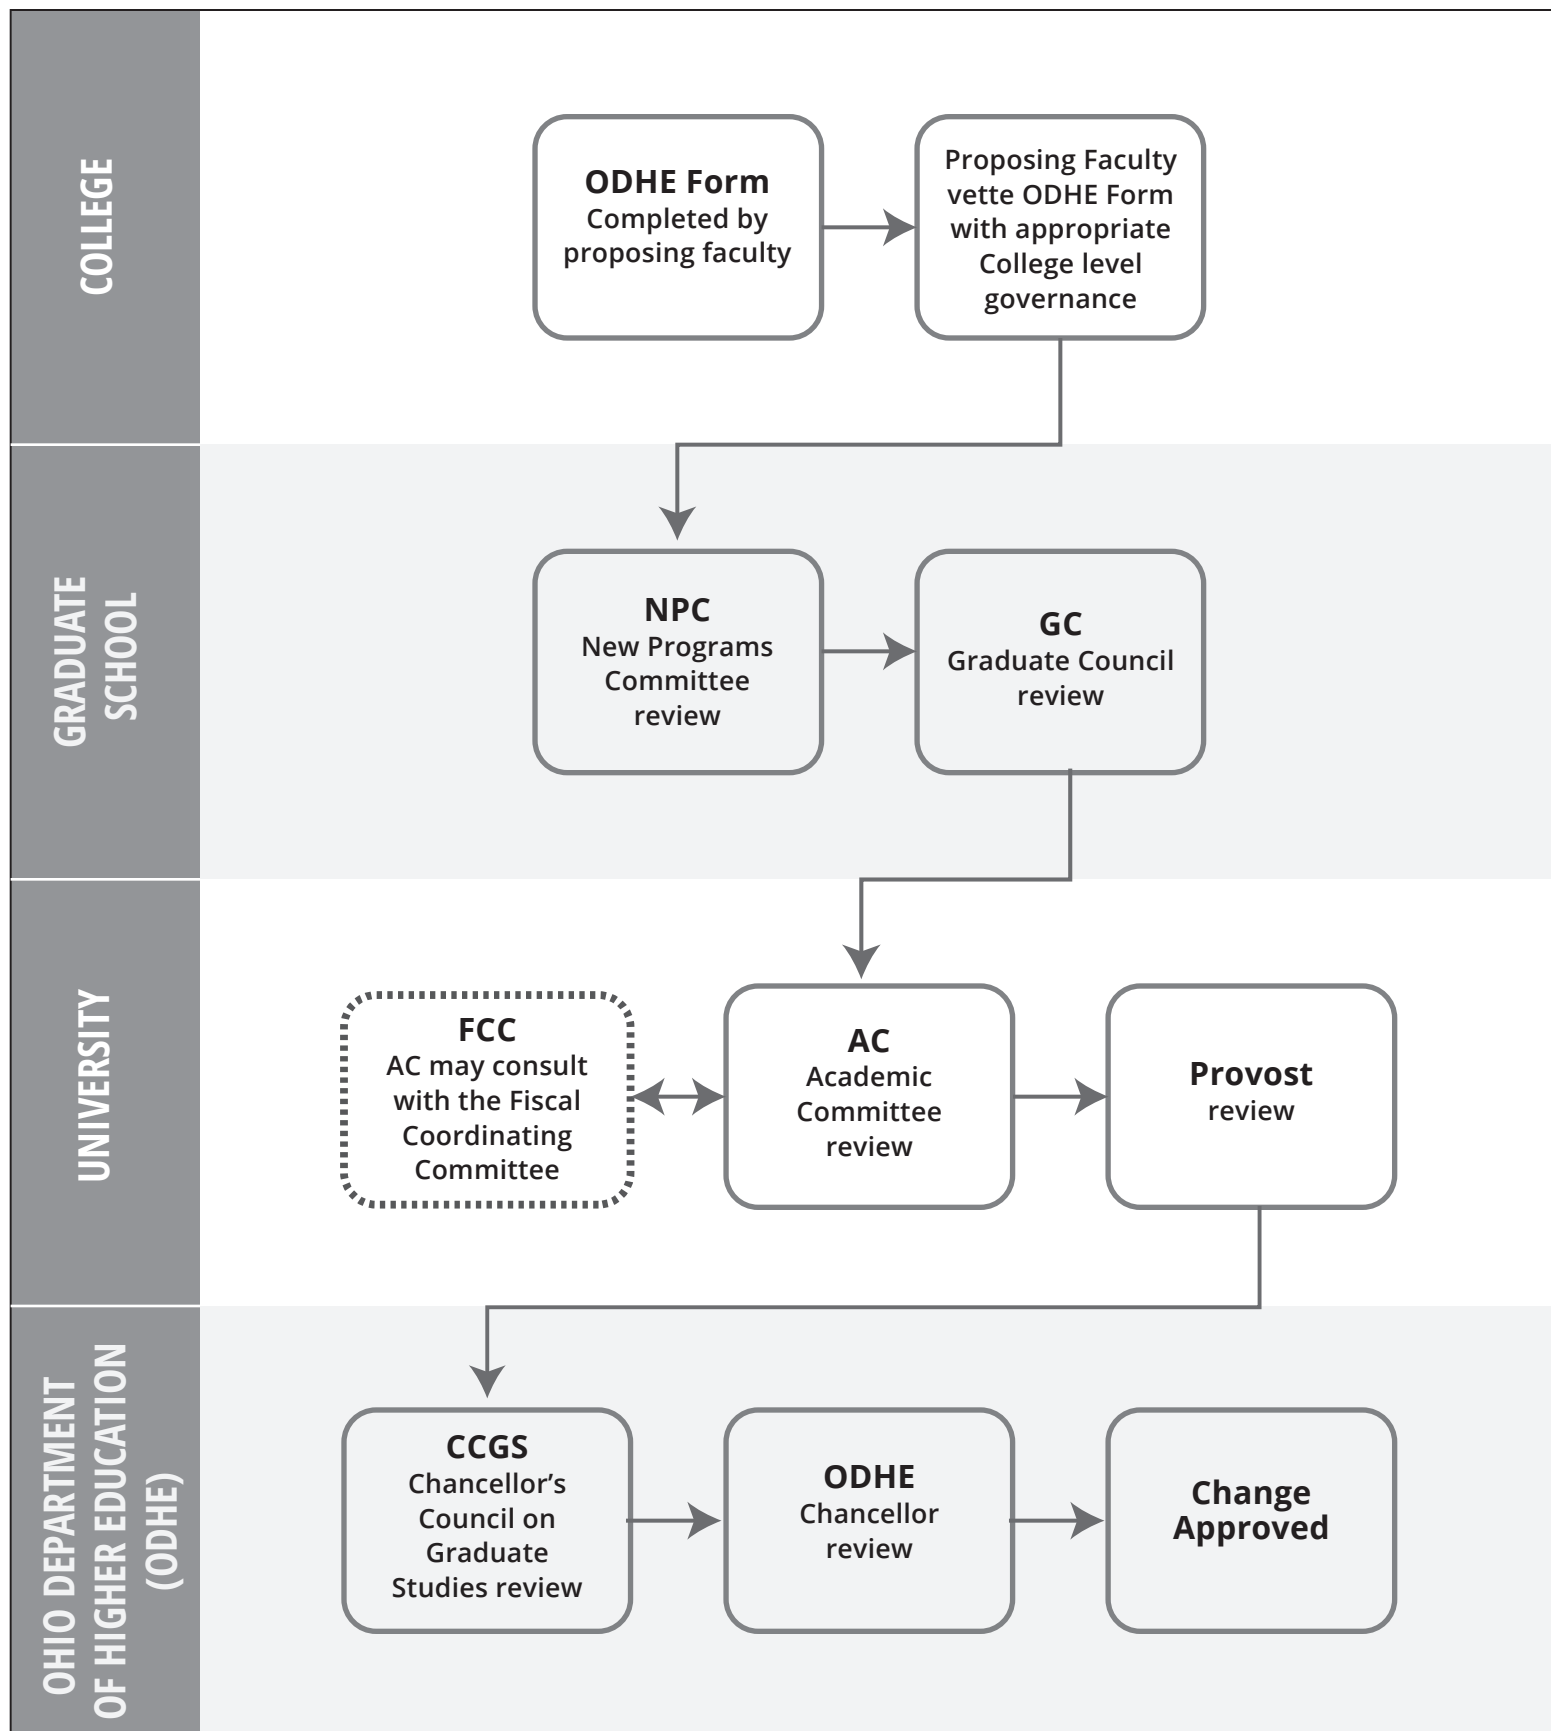 COLLEGE
ODHE Form
Completed by
proposing faculty
Proposing Faculty
vette ODHE Form
with appropriate
College level
governance
GRADUATE
SCHOOL
NPC
New Programs
Committee
review
GC
Graduate Council
review
UNIVERSITY
FCC
AC may consult
with the Fiscal
Coordinating
Committee
AC
Academic
Committee
review
Provost
review
OHIO DEPARTMENT
OF HIGHER EDUCATION
(ODHE)
CCGS
Chancellor’s
Council on
Graduate
Studies review
ODHE
Chancellor
review
Change
Approved